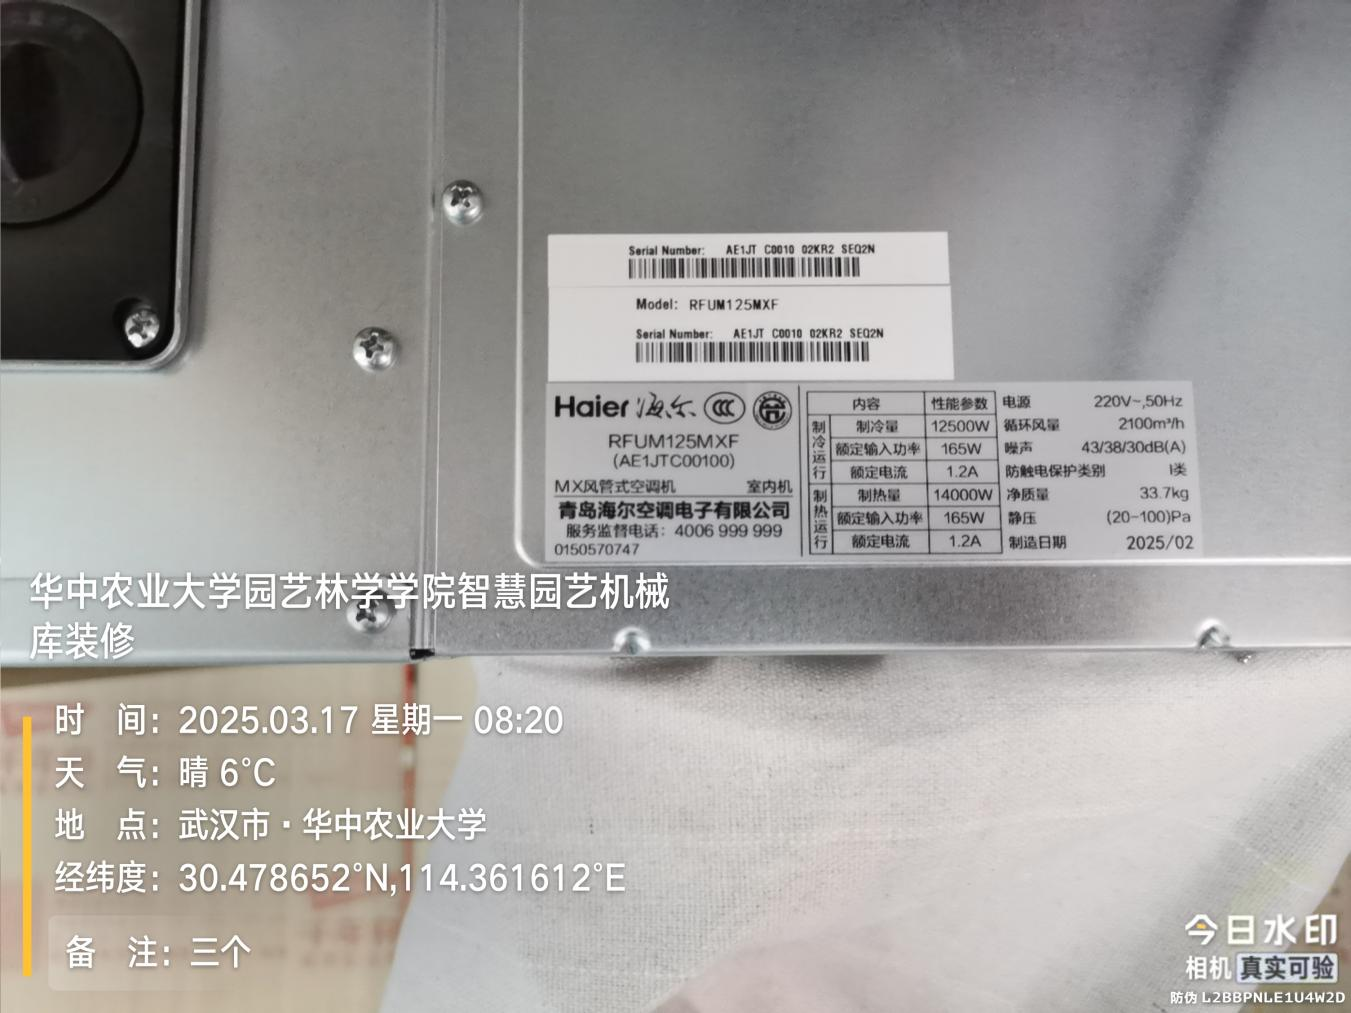 Serial Number: AE1JT C0010 02KR2 SEQ2N
Model: RFUM125MXF
Serial Number: AE1JT C0010 02KR2 SEQ2N
Haier 海尔
RFUM125MXF
(AE1JTC00100)
MX风管式空调机 室内机
青岛海尔空调电子有限公司
服务监督电话：4006 999 999
0150570747
内容 性能参数
制冷运行
制冷量 12500W
额定输入功率 165W
额定电流 1.2A
制热运行
制热量 14000W
额定输入功率 165W
额定电流 1.2A
电源 220V~,50Hz
循环风量 2100m³/h
噪声 43/38/30dB(A)
防触电保护类别 I类
净质量 33.7kg
静压 (20-100)Pa
制造日期 2025/02
华中农业大学园艺林学学院智慧园艺机械
库装修
时 间：2025.03.17 星期一 08:20
天 气：晴 6°C
地 点：武汉市·华中农业大学
经纬度：30.478652°N,114.361612°E
备 注：三个
今日水印
相机 真实可验
防伪 L2BBPNLE1U4W2D